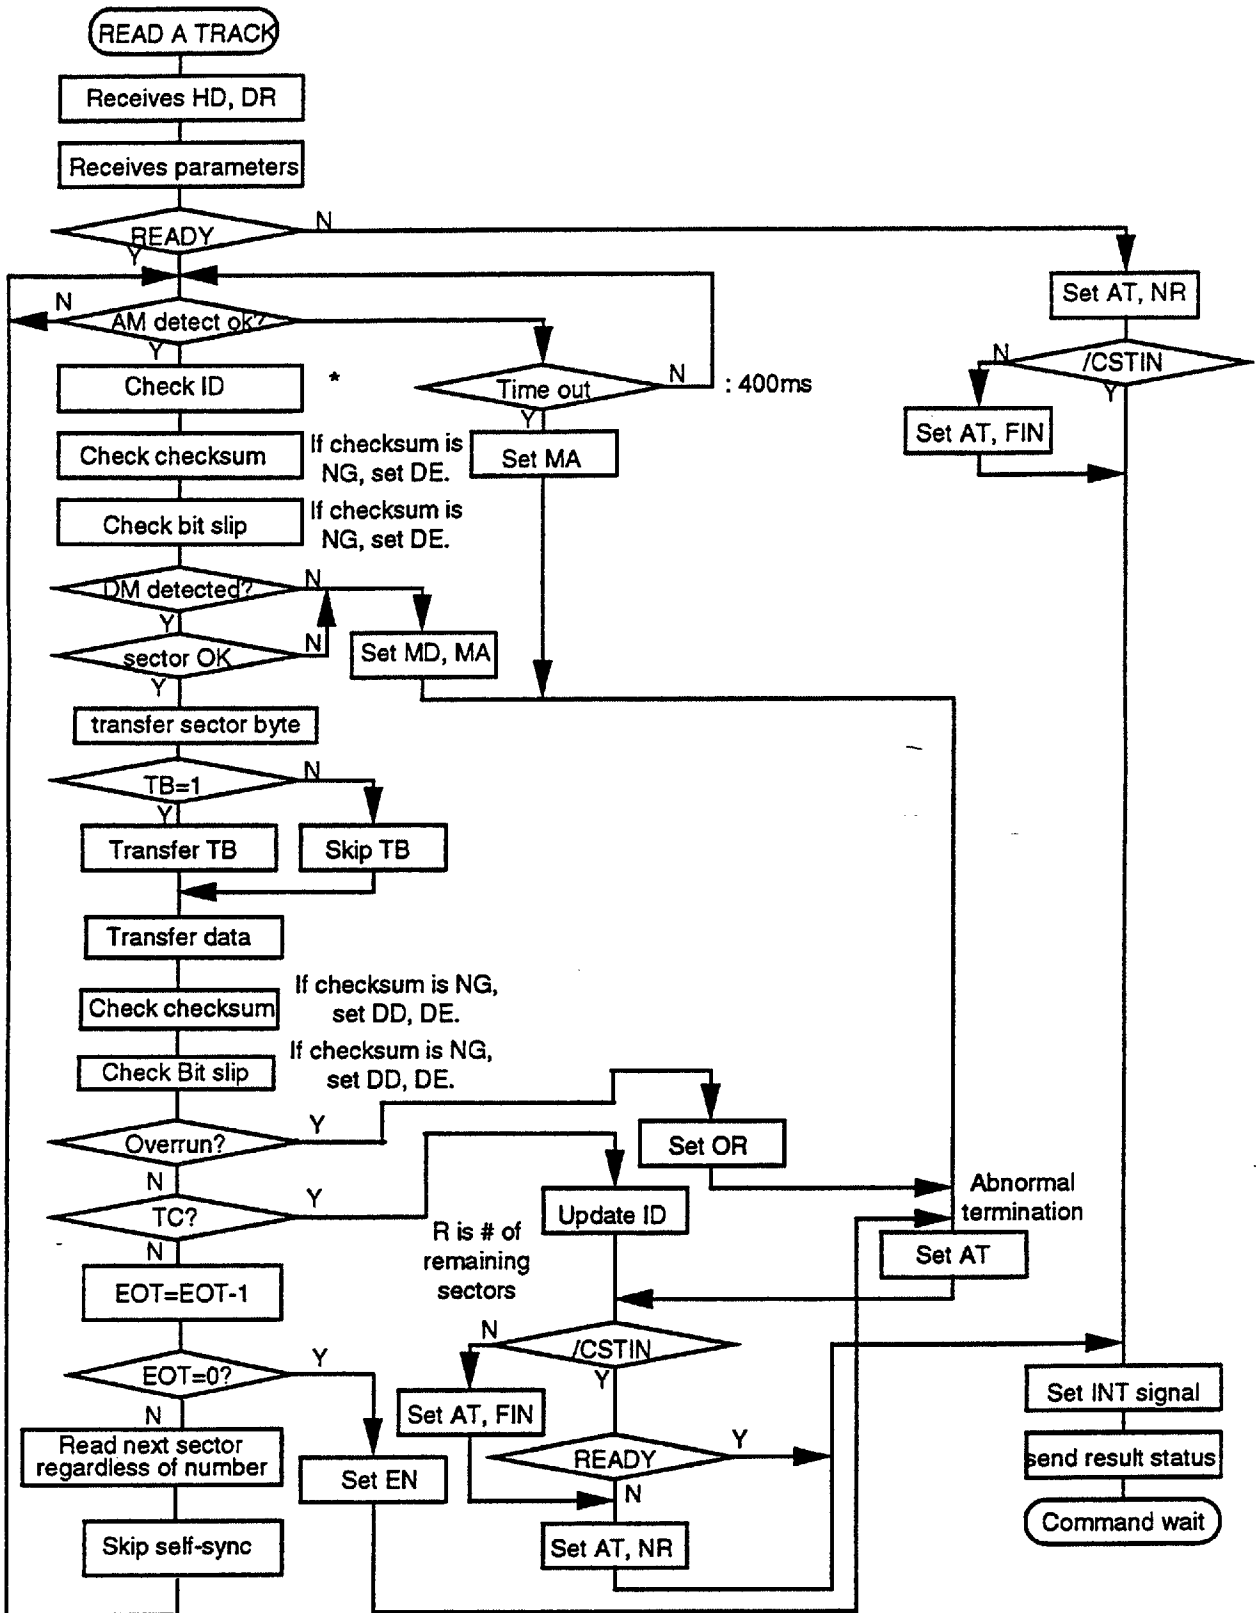 READ A TRACK
Receives HD, DR
Receives parameters
READY
N
Y
Set AT, NR
N
AM detect ok?
Y
/CSTIN
N
Y
Check ID
*
Time out
N
: 400ms
Y
Set AT, FIN
Check checksum
If checksum is
NG, set DE.
Set MA
Check bit slip
If checksum is
NG, set DE.
DM detected?
N
Y
sector OK
N
Y
Set MD, MA
transfer sector byte
TB=1
N
Y
Transfer TB
Skip TB
Transfer data
Check checksum
If checksum is NG,
set DD, DE.
Check Bit slip
If checksum is NG,
set DD, DE.
Overrun?
Y
N
Set OR
TC?
Y
N
Update ID
Abnormal
termination
R is # of
remaining
sectors
Set AT
EOT=EOT-1
/CSTIN
N
Y
EOT=0?
Y
N
Set AT, FIN
Set INT signal
Read next sector
regardless of number
READY
Y
N
send result status
Set EN
Command wait
Skip self-sync
Set AT, NR